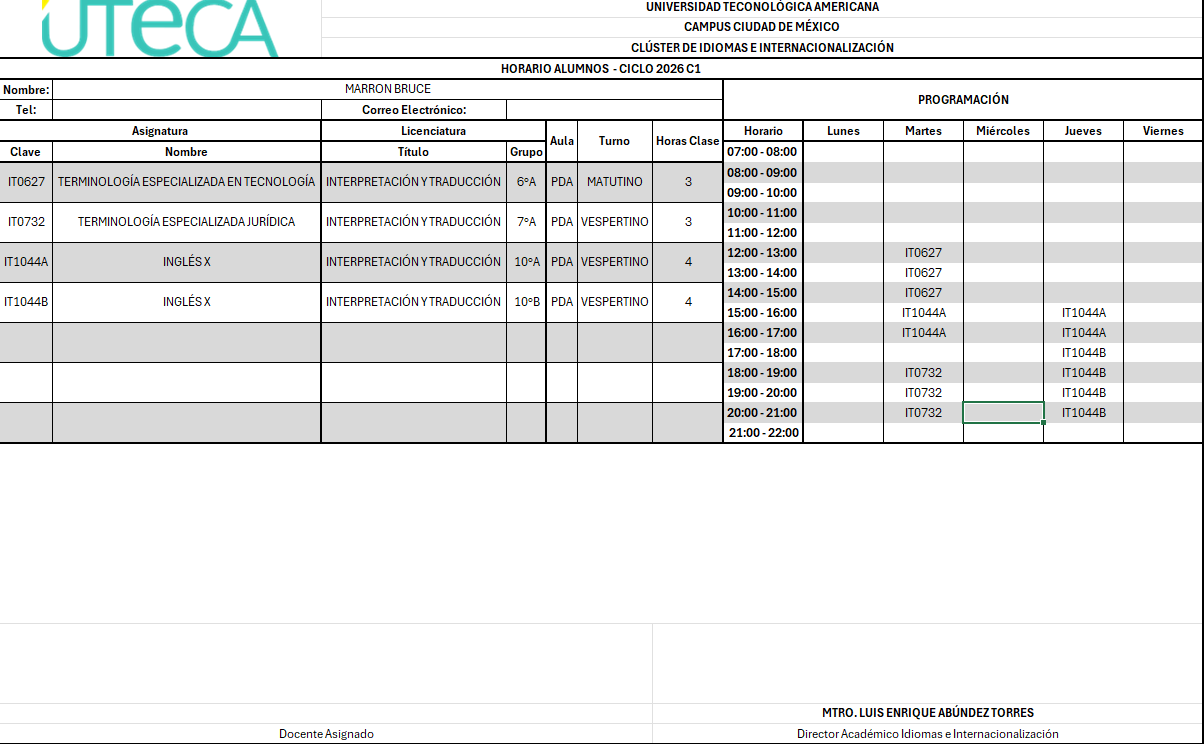 UTECA
UNIVERSIDAD TECONOLÓGICA AMERICANA
CAMPUS CIUDAD DE MÉXICO
CLÚSTER DE IDIOMAS E INTERNACIONALIZACIÓN
HORARIO ALUMNOS - CICLO 2026 C1
Nombre: MARRON BRUCE PROGRAMACIÓN
Tel: Correo Electrónico:
Asignatura Licenciatura Aula Turno Horas Clase Horario Lunes Martes Miércoles Jueves Viernes
Clave Nombre Título Grupo 07:00 - 08:00
IT0627 TERMINOLOGÍA ESPECIALIZADA EN TECNOLOGÍA INTERPRETACIÓN Y TRADUCCIÓN 6°A PDA MATUTINO 3
08:00 - 09:00
09:00 - 10:00
IT0732 TERMINOLOGÍA ESPECIALIZADA JURÍDICA INTERPRETACIÓN Y TRADUCCIÓN 7°A PDA VESPERTINO 3
10:00 - 11:00
11:00 - 12:00
IT1044A INGLÉS X INTERPRETACIÓN Y TRADUCCIÓN 10°A PDA VESPERTINO 4
12:00 - 13:00 IT0627
13:00 - 14:00 IT0627
IT1044B INGLÉS X INTERPRETACIÓN Y TRADUCCIÓN 10°B PDA VESPERTINO 4
14:00 - 15:00 IT0627
15:00 - 16:00 IT1044A IT1044A
16:00 - 17:00 IT1044A IT1044A
17:00 - 18:00 IT1044B
18:00 - 19:00 IT0732 IT1044B
19:00 - 20:00 IT0732 IT1044B
20:00 - 21:00 IT0732 IT1044B
21:00 - 22:00
MTRO. LUIS ENRIQUE ABÚNDEZ TORRES
Docente Asignado Director Académico Idiomas e Internacionalización